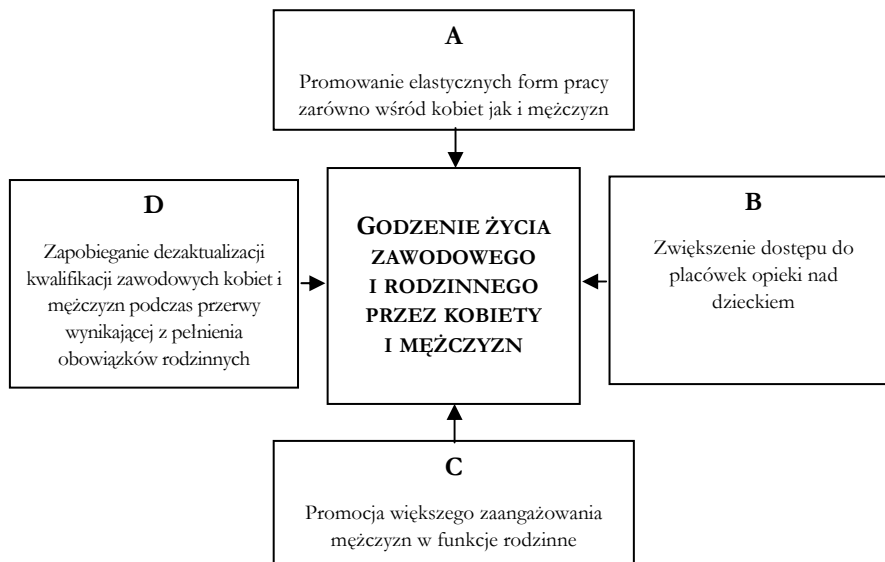 A
Promowanie elastycznych form pracy
zarówno wśród kobiet jak i mężczyzn
D
Zapobieganie dezaktualizacji
kwalifikacji zawodowych kobiet i
mężczyzn podczas przerwy
wynikającej z pełnienia
obowiązków rodzinnych
GODZENIE ŻYCIA
ZAWODOWEGO
I RODZINNEGO
PRZEZ KOBIETY
I MĘŻCZYZN
B
Zwiększenie dostępu do
placówek opieki nad
dzieckiem
C
Promocja większego zaangażowania
mężczyzn w funkcje rodzinne